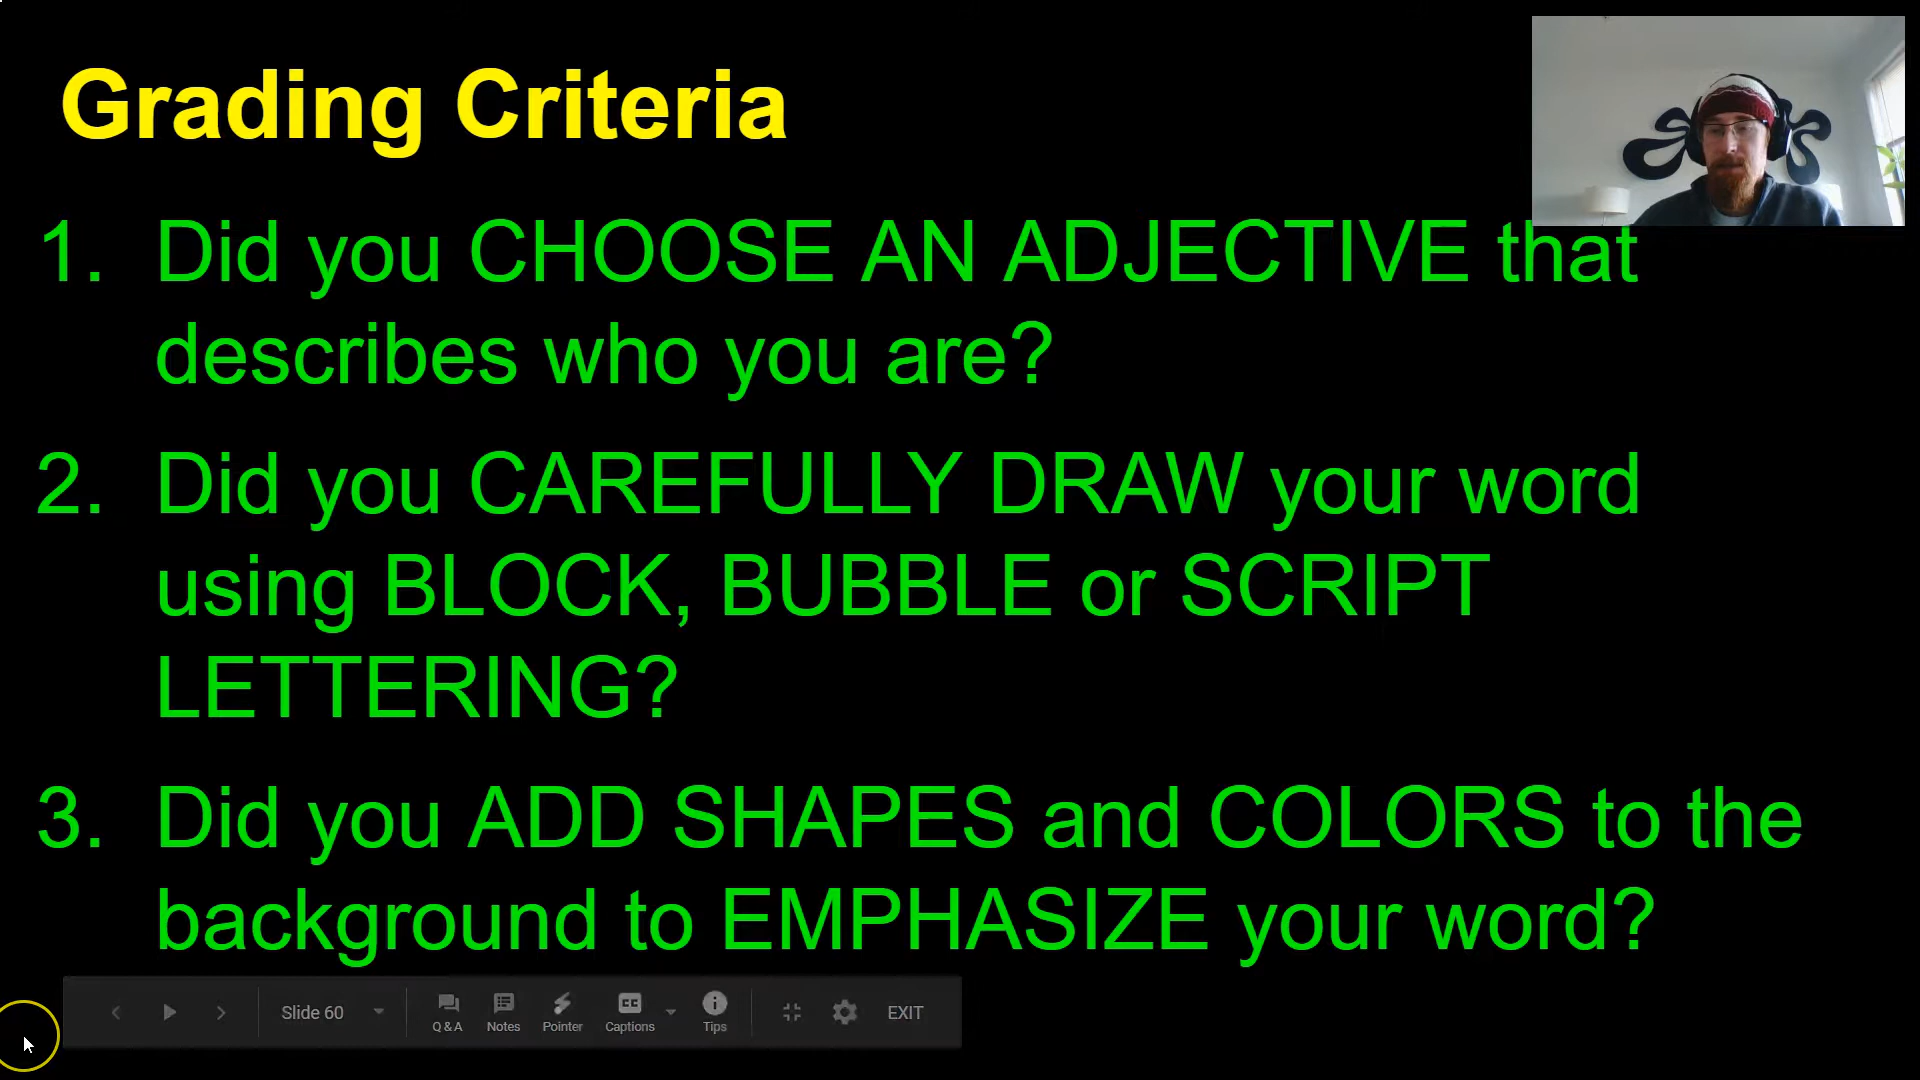 Grading Criteria
1. Did you CHOOSE AN ADJECTIVE that
describes who you are?
2. Did you CAREFULLY DRAW your word
using BLOCK, BUBBLE or SCRIPT
LETTERING?
3. Did you ADD SHAPES and COLORS to the
background to EMPHASIZE your word?
Slide 60
Q & A
Notes
Pointer
CC
Captions
Tips
EXIT